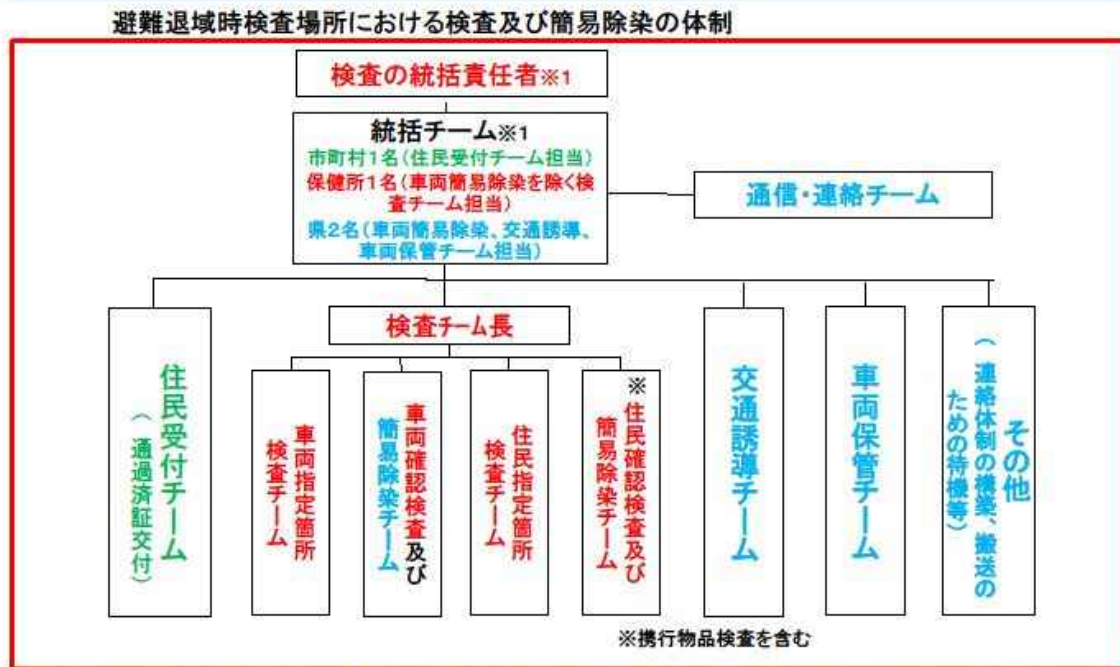 避難退域時検査場所における検査及び簡易除染の体制
検査の統括責任者※1
統括チーム※1
市町村1名(住民受付チーム担当)
保健所1名(車両簡易除染を除く検
査チーム担当)
県2名(車両簡易除染、交通誘導、
車両保管チーム担当)
通信・連絡チーム
検査チーム長
住民受付チーム
(通過済証交付)
車両指定箇所
検査チーム
車両確認検査及び
簡易除染チーム
住民指定箇所
検査チーム
※住民確認検査及び
簡易除染チーム
交通誘導チーム
車両保管チーム
その他
(連絡体制の構築、搬送の
ための待機等)
※携行物品検査を含む